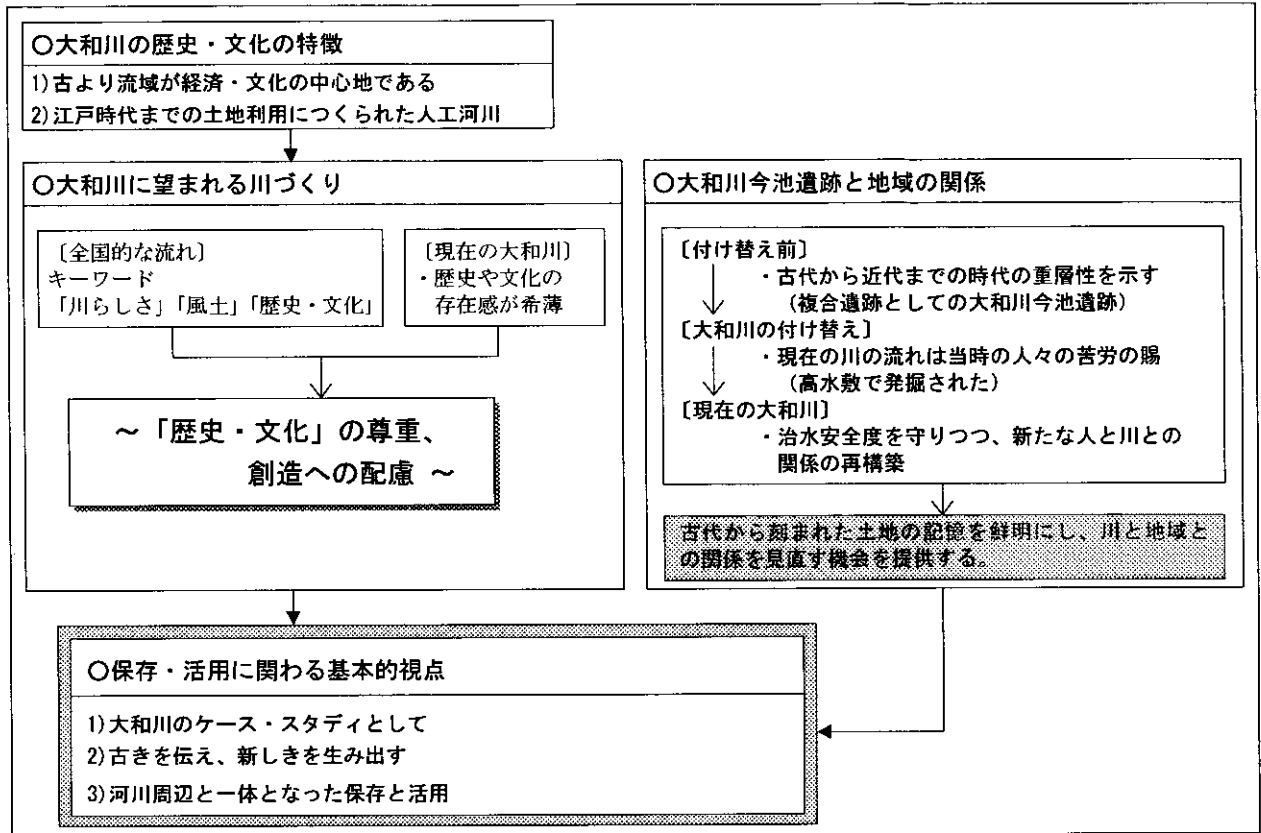 ○大和川の歴史・文化の特徴
1)古より流域が経済・文化の中心地である
2)江戸時代までの土地利用につくられた人工河川
○大和川に望まれる川づくり
〔全国的な流れ〕
キーワード
「川らしさ」「風土」「歴史・文化」
〔現在の大和川〕
・歴史や文化の
存在感が希薄
～「歴史・文化」の尊重、
創造への配慮 ～
○大和川今池遺跡と地域の関係
〔付け替え前〕
・古代から近代までの時代の重層性を示す
（複合遺跡としての大和川今池遺跡）
〔大和川の付け替え〕
・現在の川の流れは当時の人々の苦労の賜
（高水敷で発掘された）
〔現在の大和川〕
・治水安全度を守りつつ、新たな人と川との
関係の再構築
古代から刻まれた土地の記憶を鮮明にし、川と地域と
の関係を見直す機会を提供する。
○保存・活用に関わる基本的視点
1)大和川のケース・スタディとして
2)古きを伝え、新しきを生み出す
3)河川周辺と一体となった保存と活用